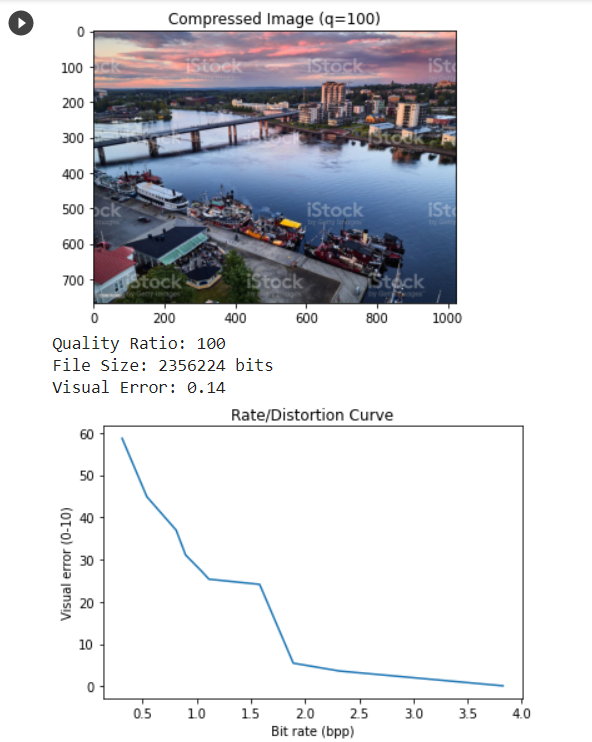 Compressed Image (q=100)
0
100
200
300
400
500
600
700
iStock
iStock
iStock
iStock
iStock
iStock
0 200 400 600 800 1000
Quality Ratio: 100
File Size: 2356224 bits
Visual Error: 0.14
Rate/Distortion Curve
60
50
40
30
20
10
0
Visual error (0-10)
0.5 1.0 1.5 2.0 2.5 3.0 3.5 4.0
Bit rate (bpp)